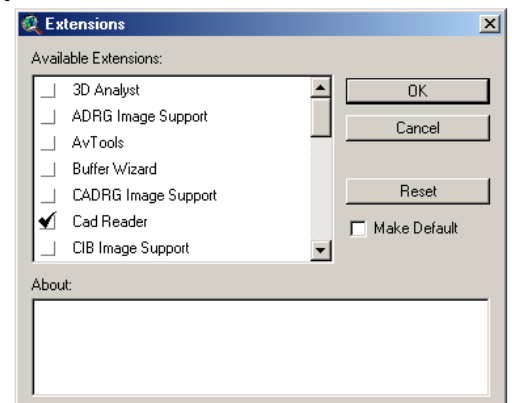 Extensions
Available Extensions:
3D Analyst
ADRG Image Support
AvTools
Buffer Wizard
CADRG Image Support
Cad Reader
CIB Image Support
OK
Cancel
Reset
Make Default
About: